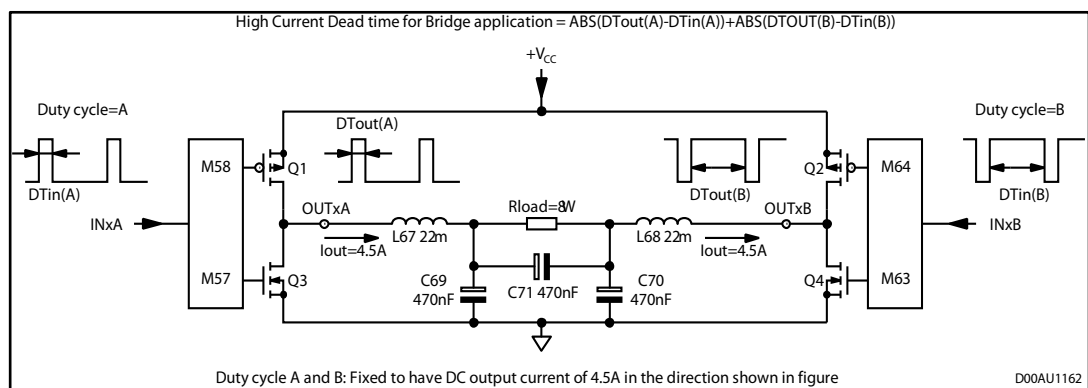 High Current Dead time for Bridge application = ABS(DTout(A)-DTin(A))+ABS(DTOUT(B)-DTin(B))
+VCC
Duty cycle=A
DTout(A)
Duty cycle=B
M58
Q1
Q2
M64
DTin(A)
DTout(B)
DTin(B)
INxA
OUTxA
Rload=8W
OUTxB
INxB
L67 22m
L68 22m
Iout=4.5A
Iout=4.5A
M57
Q3
C69
470nF
C71 470nF
C70
470nF
Q4
M63
Duty cycle A and B: Fixed to have DC output current of 4.5A in the direction shown in figure
D00AU1162